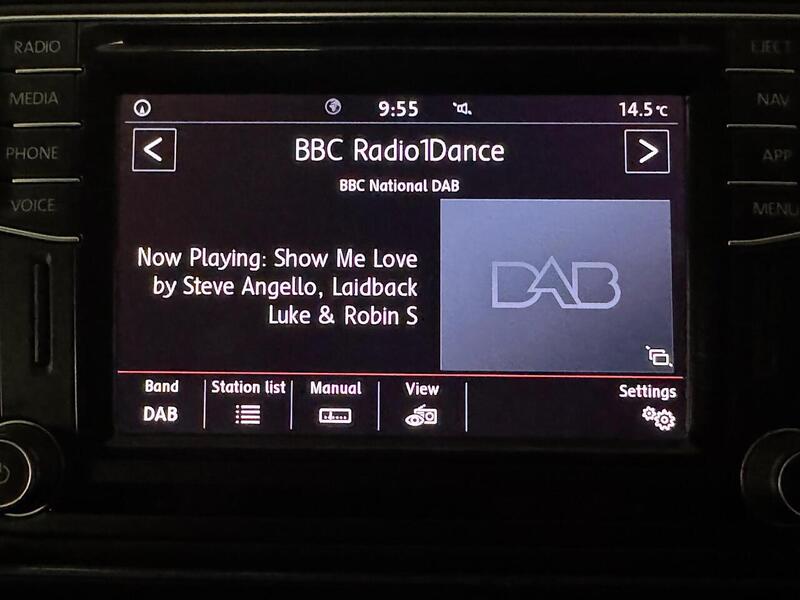 RADIO
EJECT
MEDIA
NAV
PHONE
APP
VOICE
MENU
9:55
14.5°C
< BBC Radio1Dance >
BBC National DAB
Now Playing: Show Me Love
by Steve Angello, Laidback
Luke & Robin S
DAB
Band
Station list
Manual
View
Settings
DAB